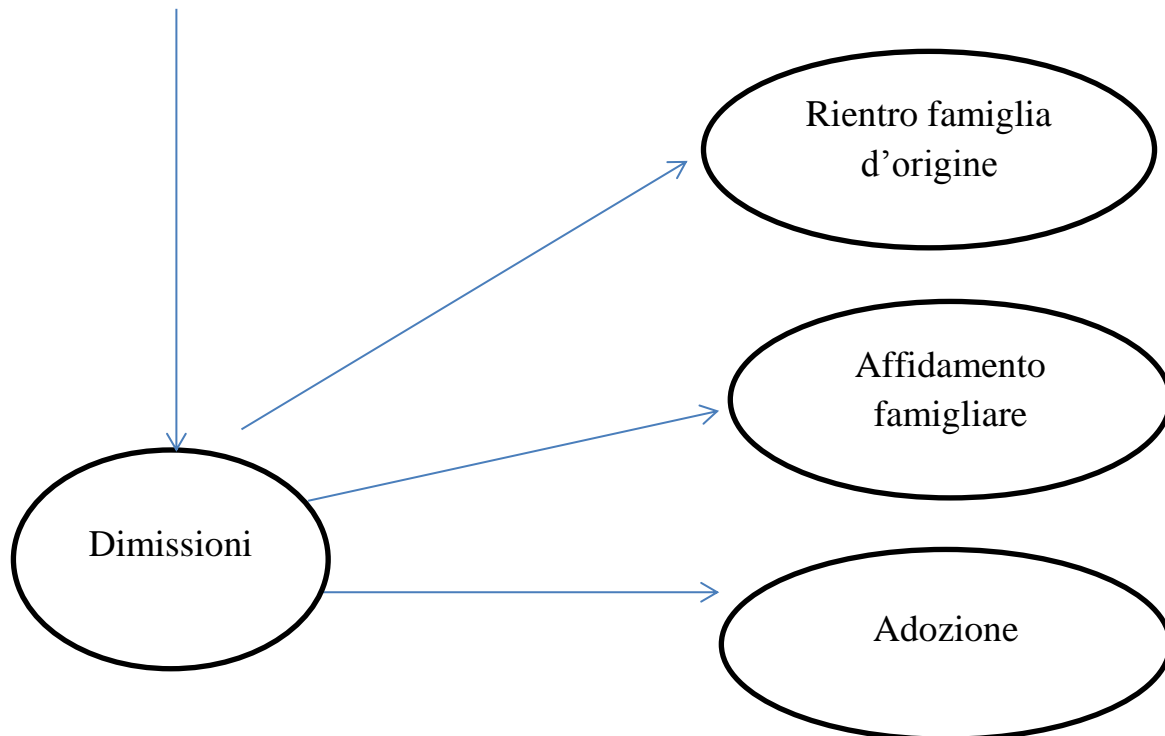 Rientro famiglia
d’origine
Affidamento
famigliare
Dimissioni
Adozione